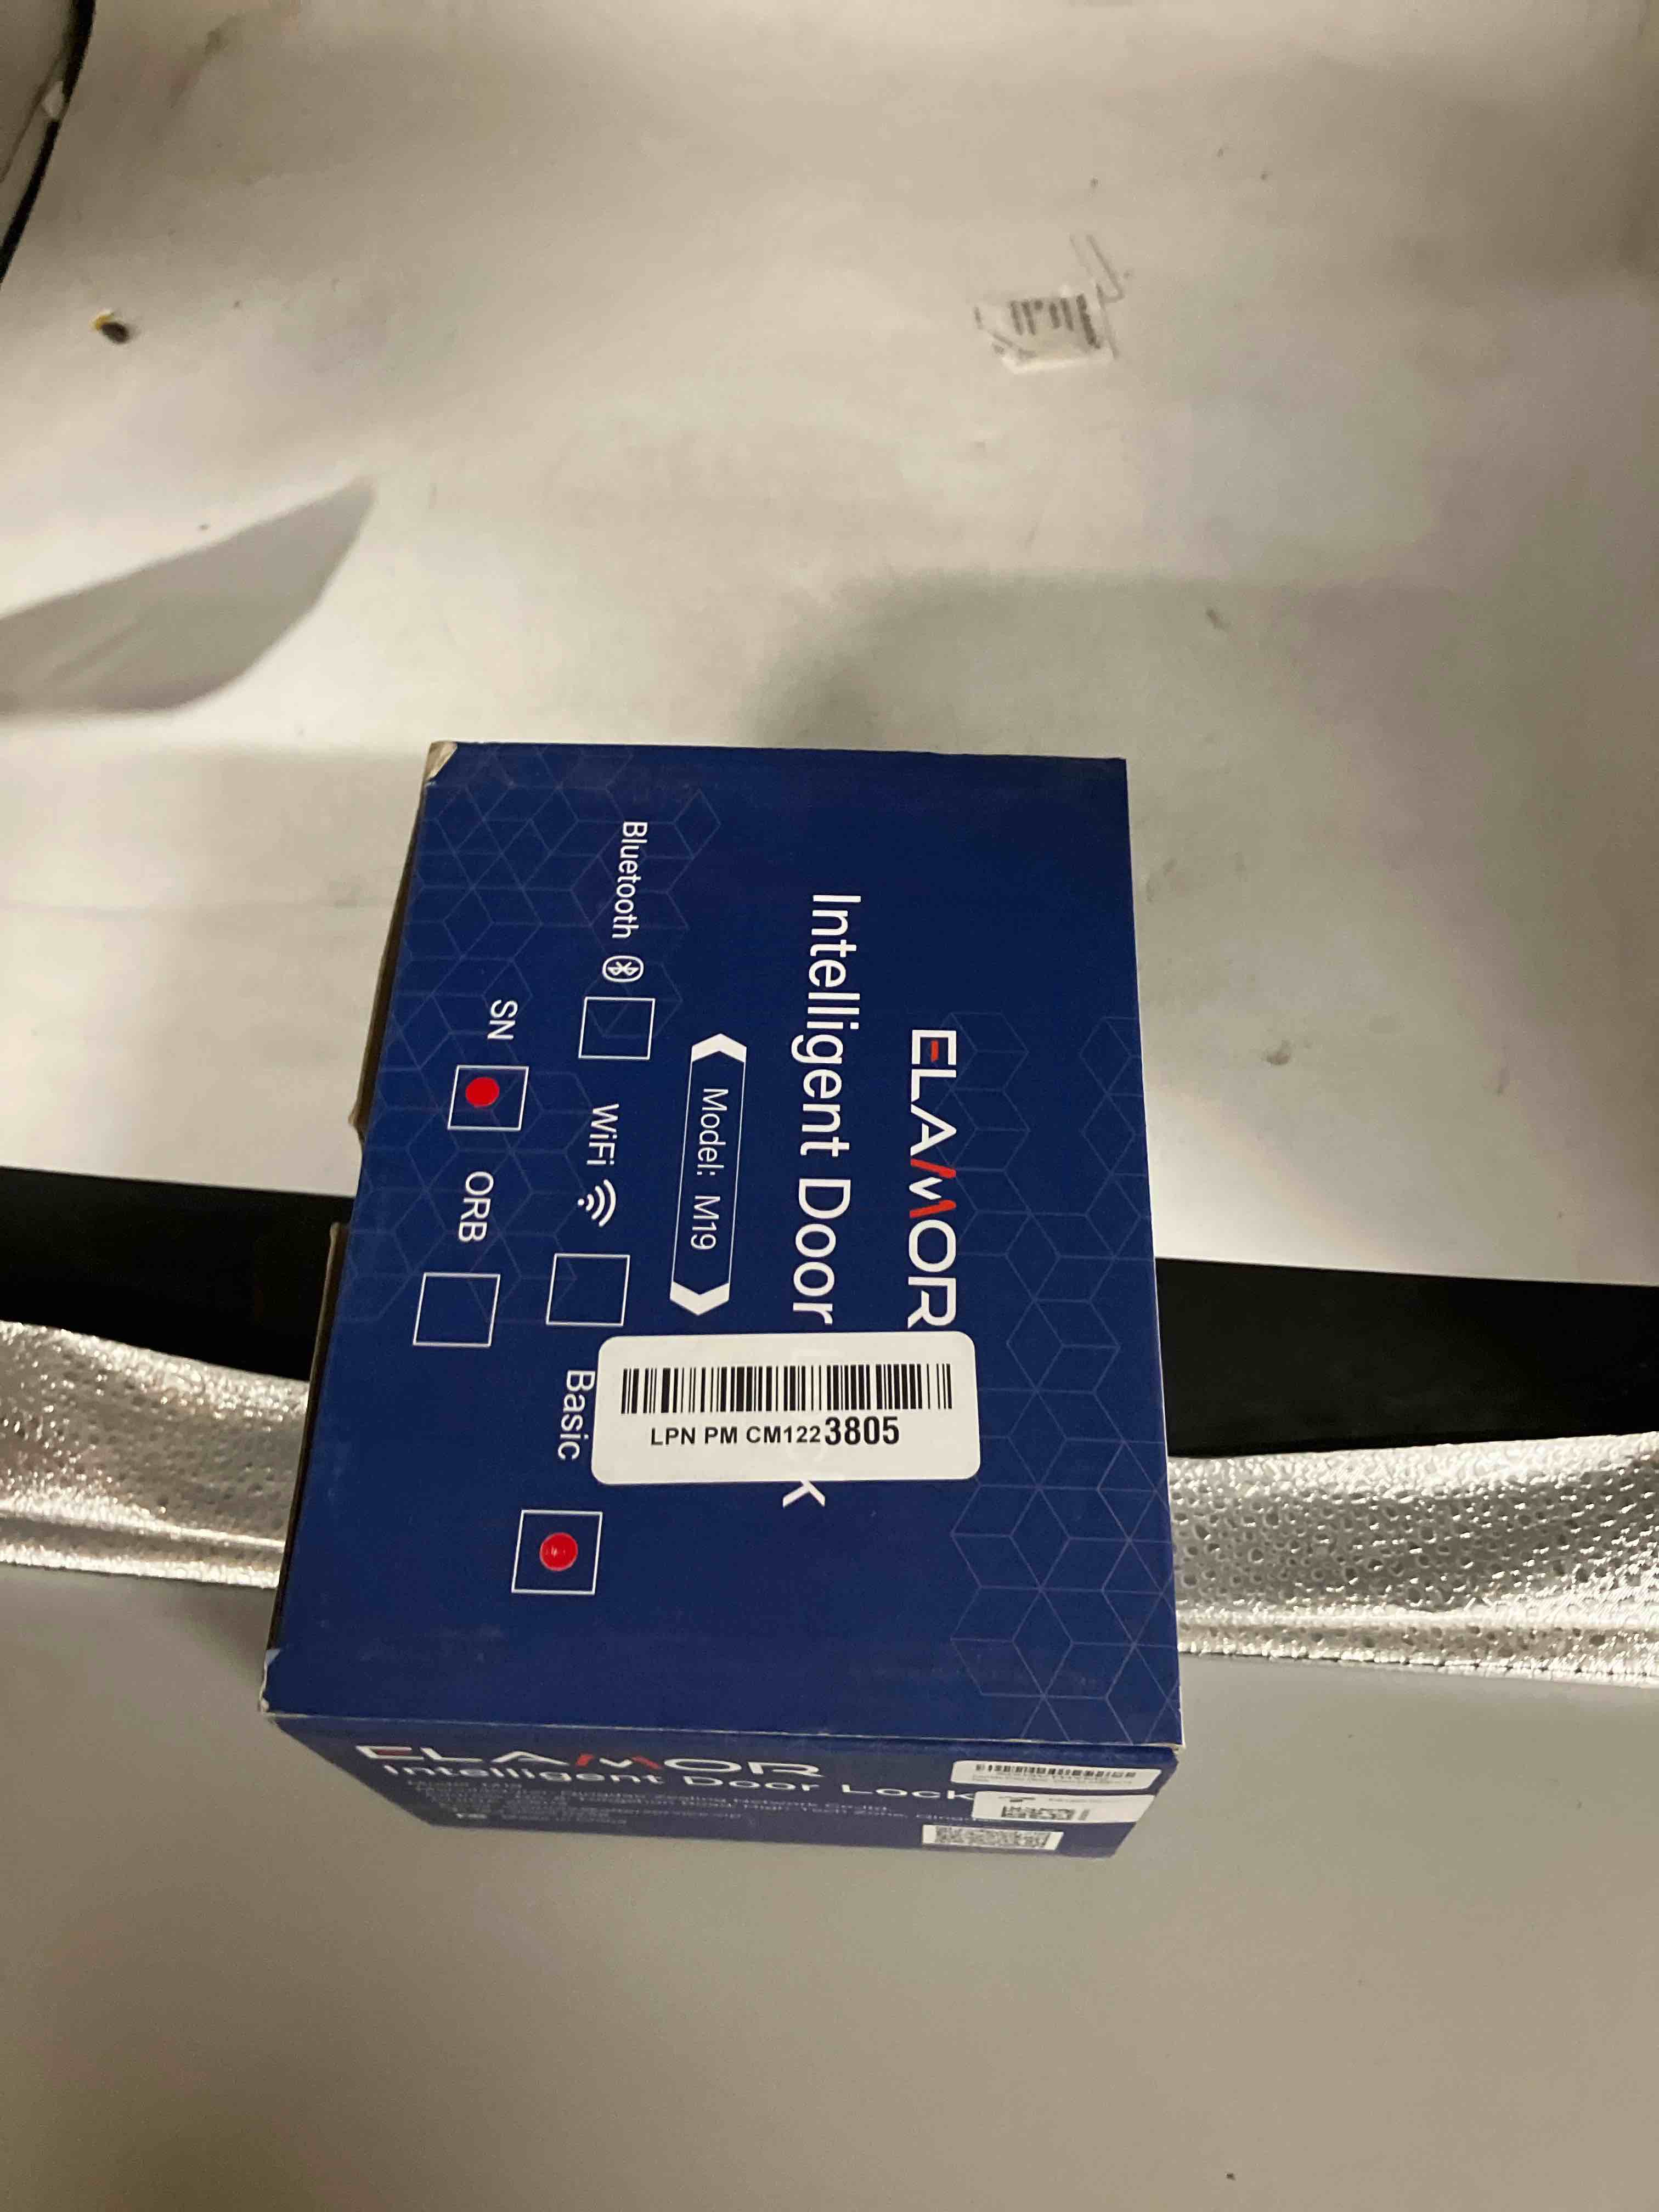 ELAMOR
Intelligent Door
k
Model: M19
Bluetooth
WiFi
Basic
SN
ORB
LPN PM CM1223805
ELAMOR
Intelligent Door Lock